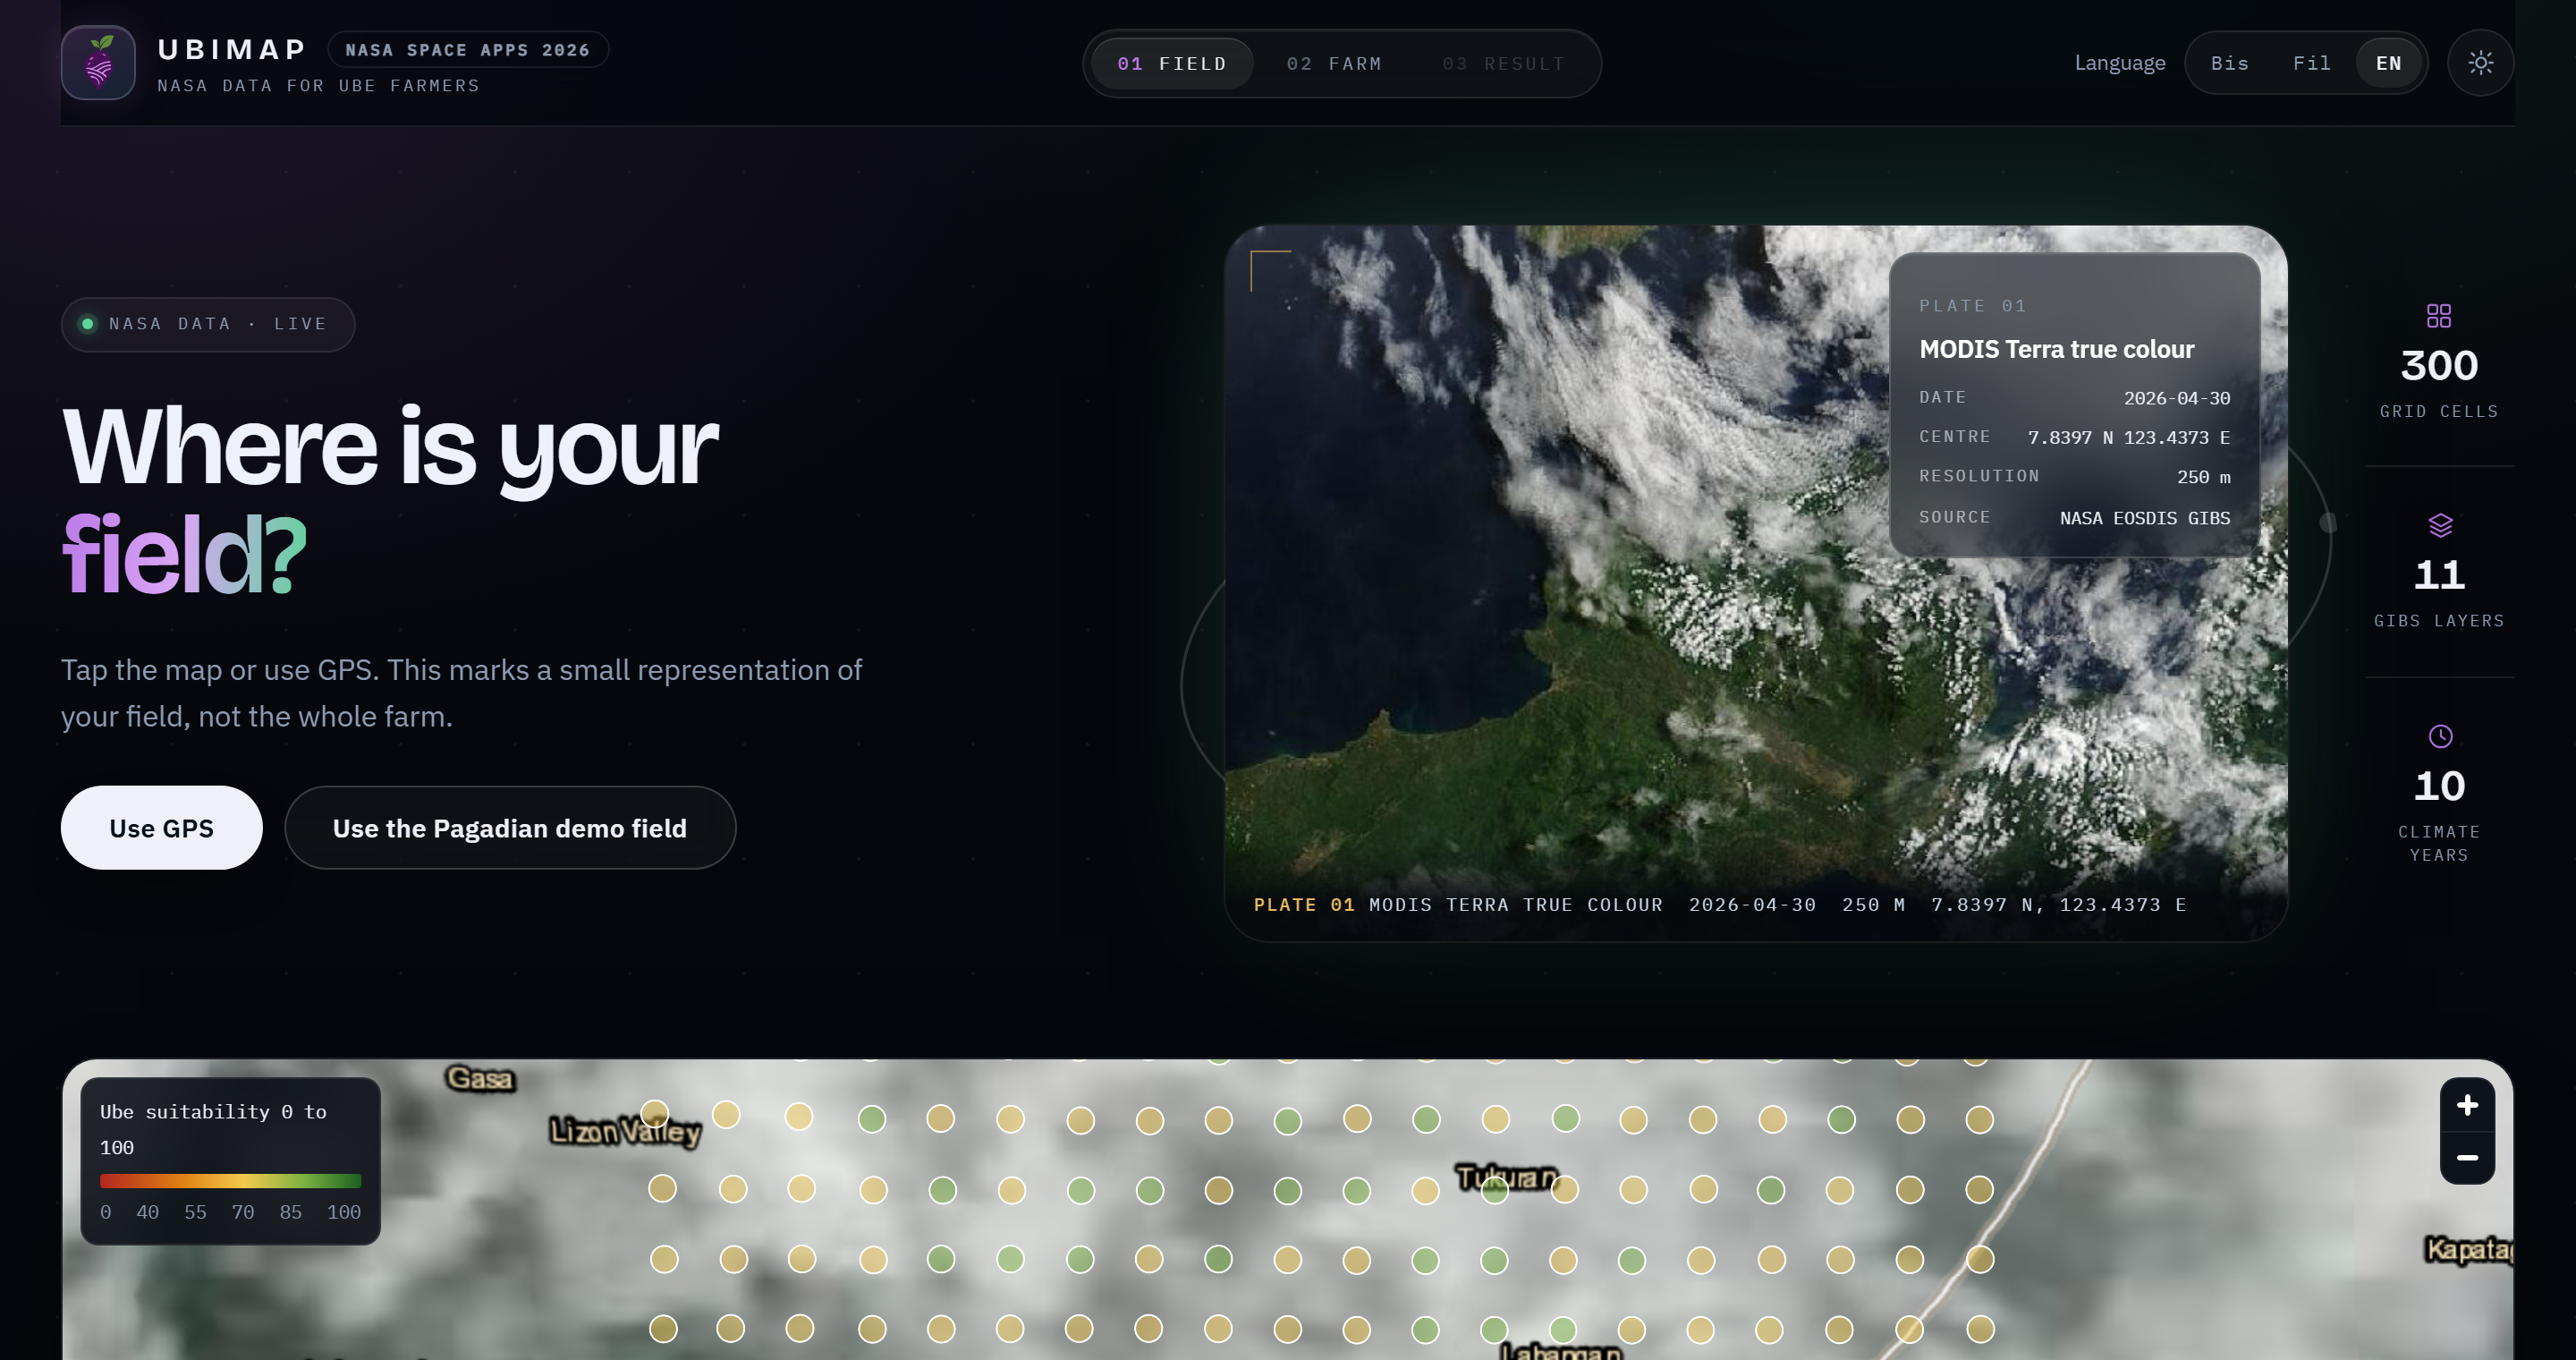 UBIMAP NASA SPACE APPS 2026
NASA DATA FOR UBE FARMERS
01 FIELD 02 FARM 03 RESULT
Language Bis Fil EN
NASA DATA · LIVE
Where is your
field?
Tap the map or use GPS. This marks a small representation of
your field, not the whole farm.
Use GPS Use the Pagadian demo field
PLATE 01
MODIS Terra true colour
DATE 2026-04-30
CENTRE 7.8397 N 123.4373 E
RESOLUTION 250 m
SOURCE NASA EOSDIS GIBS
PLATE 01 MODIS TERRA TRUE COLOUR 2026-04-30 250 M 7.8397 N, 123.4373 E
300
GRID CELLS
11
GIBS LAYERS
10
CLIMATE
YEARS
Ube suitability 0 to
100
0 40 55 70 85 100
Gasa
Lizon Valley
Tukuran
Labangan